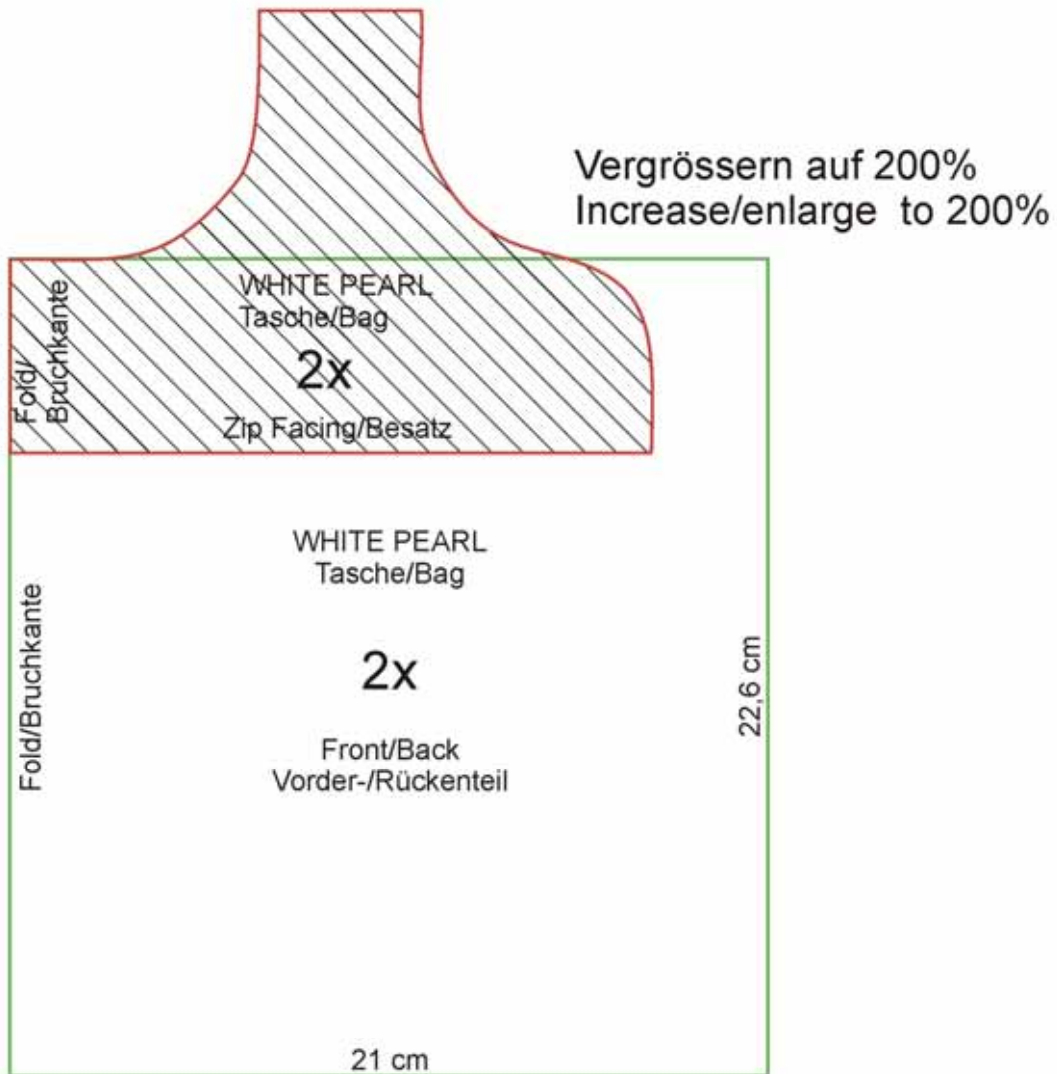 Vergrössern auf 200%
Increase/enlarge to 200%
WHITE PEARL
Tasche/Bag
2x
Zip Facing/Besatz
Fold/
Bruchkante
WHITE PEARL
Tasche/Bag
2x
Front/Back
Vorder-/Rückenteil
Fold/Bruchkante
22,6 cm
21 cm